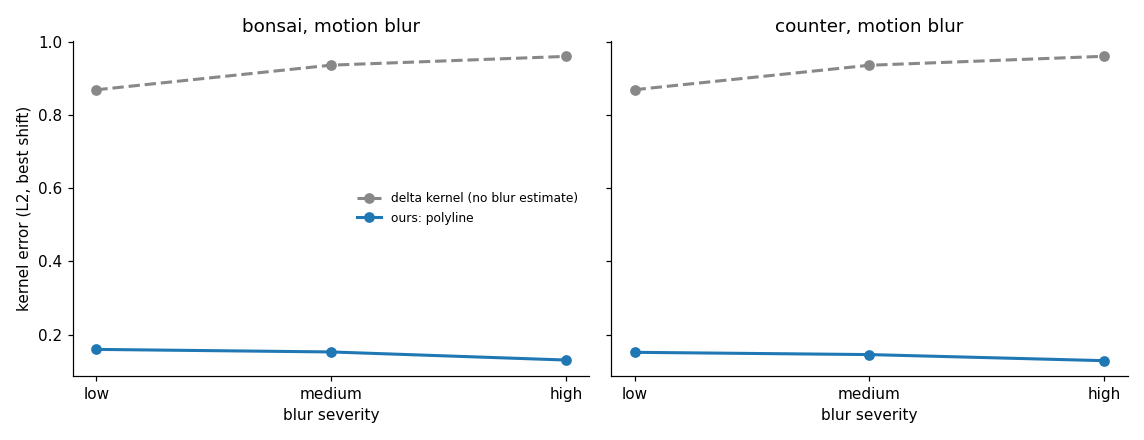 bonsai, motion blur
counter, motion blur
kernel error (L2, best shift)
1.0
0.8
0.6
0.4
0.2
delta kernel (no blur estimate)
ours: polyline
low medium high
low medium high
blur severity
blur severity